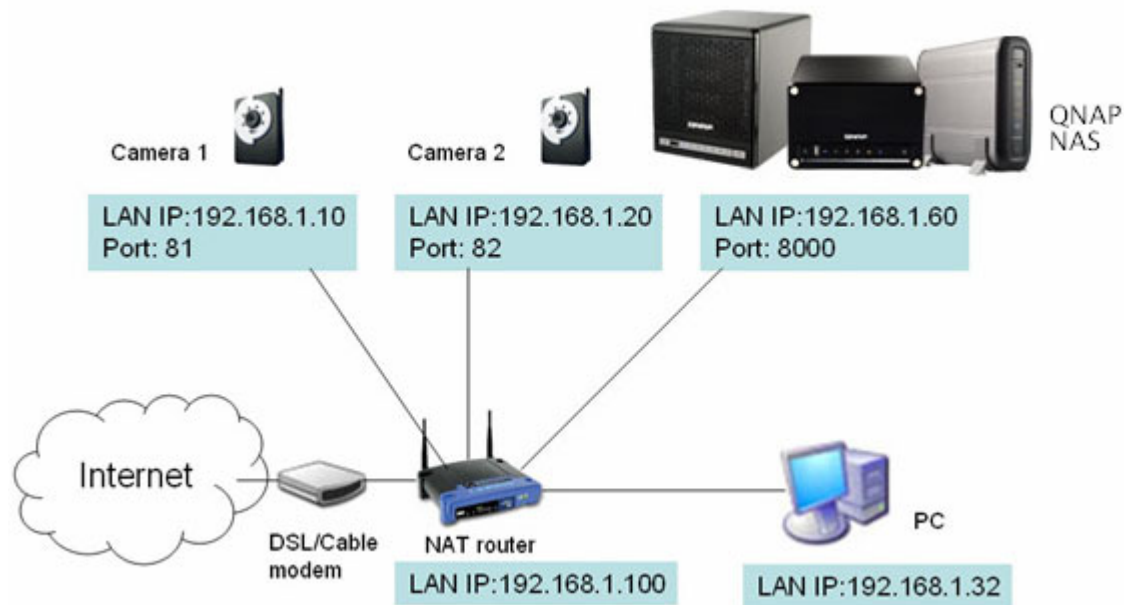 QNAP
NAS
Camera 1
Camera 2
LAN IP:192.168.1.10
Port: 81
LAN IP:192.168.1.20
Port: 82
LAN IP:192.168.1.60
Port: 8000
Internet
DSL/Cable
modem
NAT router
PC
LAN IP:192.168.1.100
LAN IP:192.168.1.32